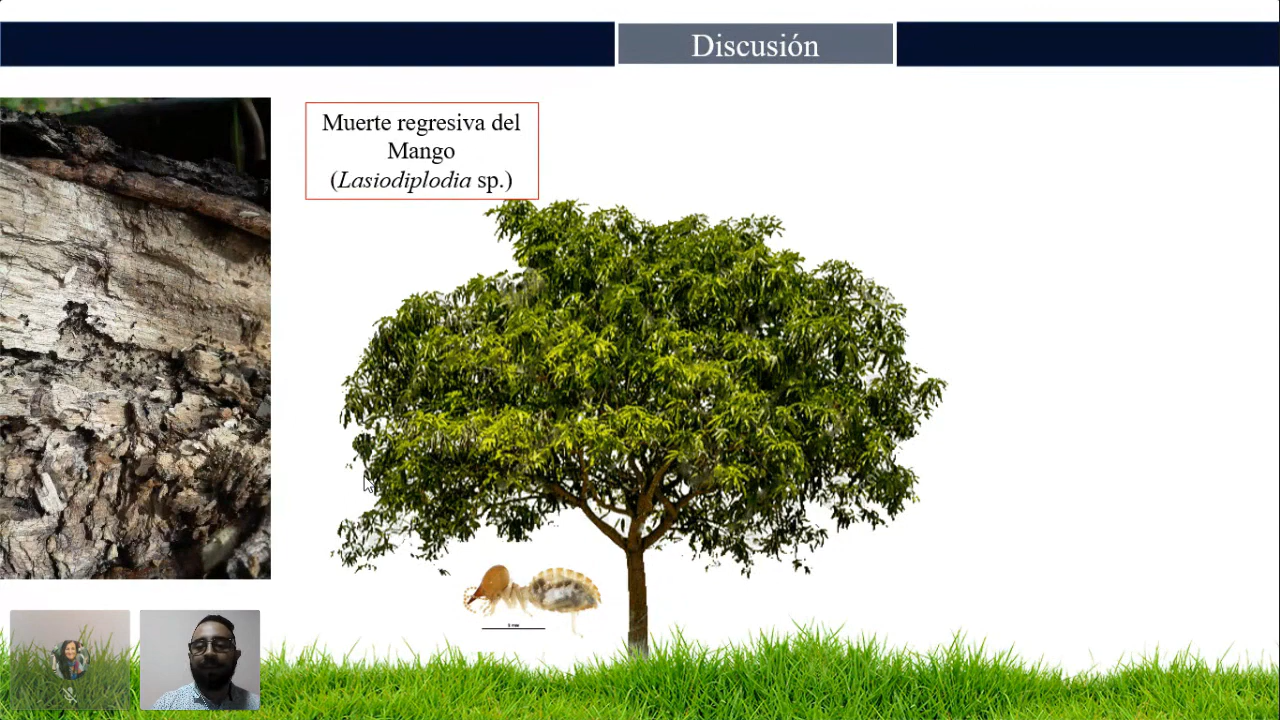 Discusión
Muerte regresiva del
Mango
(Lasiodiplodia sp.)